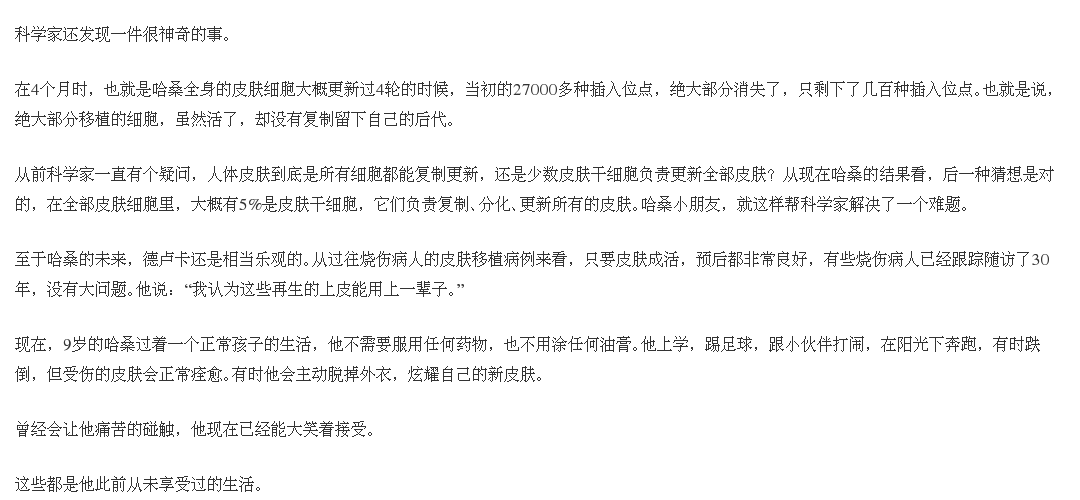 科学家还发现一件很神奇的事。
在4个月时，也就是哈桑全身的皮肤细胞大概更新过4轮的时候，当初的27000多种插入位点，绝大部分消失了，只剩下了几百种插入位点。也就是说，
绝大部分移植的细胞，虽然活了，却没有复制留下自己的后代。
从前科学家一直有个疑问，人体皮肤到底是所有细胞都能复制更新，还是少数皮肤干细胞负责更新全部皮肤？从现在哈桑的结果看，后一种猜想是对
的，在全部皮肤细胞里，大概有5%是皮肤干细胞，它们负责复制、分化、更新所有的皮肤。哈桑小朋友，就这样帮科学家解决了一个难题。
至于哈桑的未来，德卢卡还是相当乐观的。从过往烧伤病人的皮肤移植病例来看，只要皮肤成活，预后都非常良好，有些烧伤病人已经跟踪随访了30
年，没有大问题。他说：“我认为这些再生的上皮能用上一辈子。”
现在，9岁的哈桑过着一个正常孩子的生活，他不需要服用任何药物，也不用涂任何油膏。他上学，踢足球，跟小伙伴打闹，在阳光下奔跑，有时跌
倒，但受伤的皮肤会正常痊愈。有时他会主动脱掉外衣，炫耀自己的新皮肤。
曾经会让他痛苦的碰触，他现在已经能大笑着接受。
这些都是他此前从未享受过的生活。